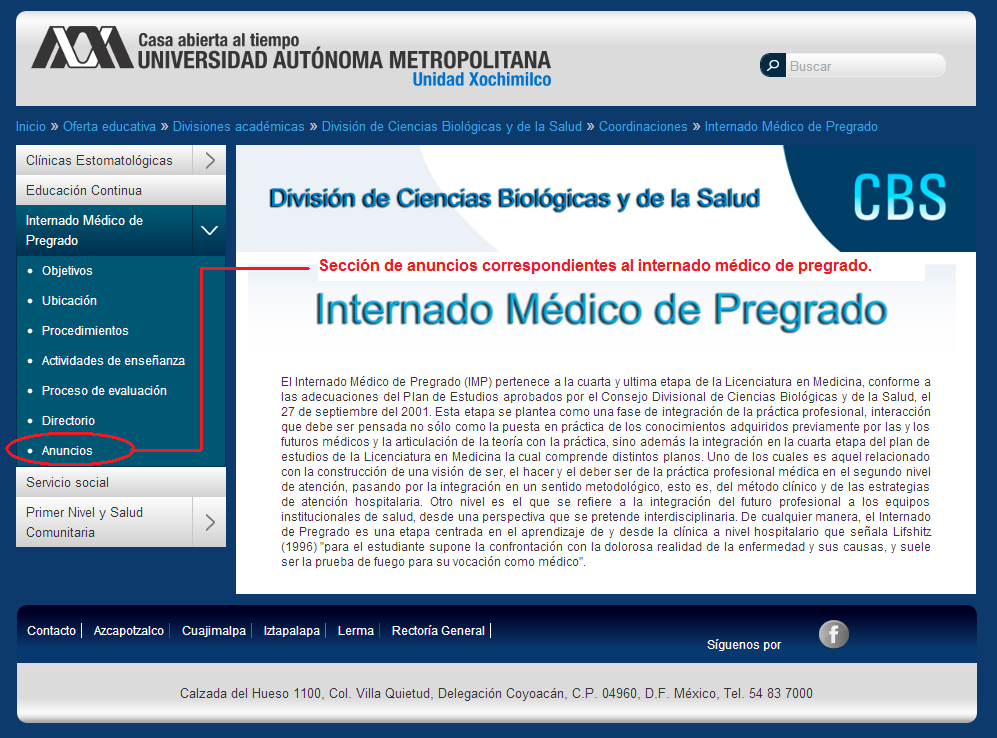 Casa abierta al tiempo
UNIVERSIDAD AUTÓNOMA METROPOLITANA
Unidad Xochimilco
Buscar
Inicio » Oferta educativa » Divisiones académicas » División de Ciencias Biológicas y de la Salud » Coordinaciones » Internado Médico de Pregrado
Clínicas Estomatológicas
Educación Continua
Internado Médico de
Pregrado
Objetivos
Ubicación
Procedimientos
Actividades de enseñanza
Proceso de evaluación
Directorio
Anuncios
Servicio social
Primer Nivel y Salud
Comunitaria
División de Ciencias Biológicas y de la Salud
CBS
Sección de anuncios correspondientes al internado médico de pregrado.
Internado Médico de Pregrado
El Internado Médico de Pregrado (IMP) pertenece a la cuarta y ultima etapa de la Licenciatura en Medicina, conforme a
las adecuaciones del Plan de Estudios aprobados por el Consejo Divisional de Ciencias Biológicas y de la Salud, el
27 de septiembre del 2001. Esta etapa se plantea como una fase de integración de la práctica profesional, interacción
que debe ser pensada no sólo como la puesta en práctica de los conocimientos adquiridos previamente por las y los
futuros médicos y la articulación de la teoría con la práctica, sino además la integración en la cuarta etapa del plan de
estudios de la Licenciatura en Medicina la cual comprende distintos planos. Uno de los cuales es aquel relacionado
con la construcción de una visión de ser, el hacer y el deber ser de la práctica profesional médica en el segundo nivel
de atención, pasando por la integración en un sentido metodológico, esto es, del método clínico y de las estrategias
de atención hospitalaria. Otro nivel es el que se refiere a la integración del futuro profesional a los equipos
institucionales de salud, desde una perspectiva que se pretende interdisciplinaria. De cualquier manera, el Internado
de Pregrado es una etapa centrada en el aprendizaje de y desde la clínica a nivel hospitalario que señala Lifshitz
(1996) "para el estudiante supone la confrontación con la dolorosa realidad de la enfermedad y sus causas, y suele
ser la prueba de fuego para su vocación como médico".
Contacto | Azcapotzalco | Cuajimalpa | Iztapalapa | Lerma | Rectoría General |
Síguenos por
f
Calzada del Hueso 1100, Col. Villa Quietud, Delegación Coyoacán, C.P. 04960, D.F. México, Tel. 54 83 7000